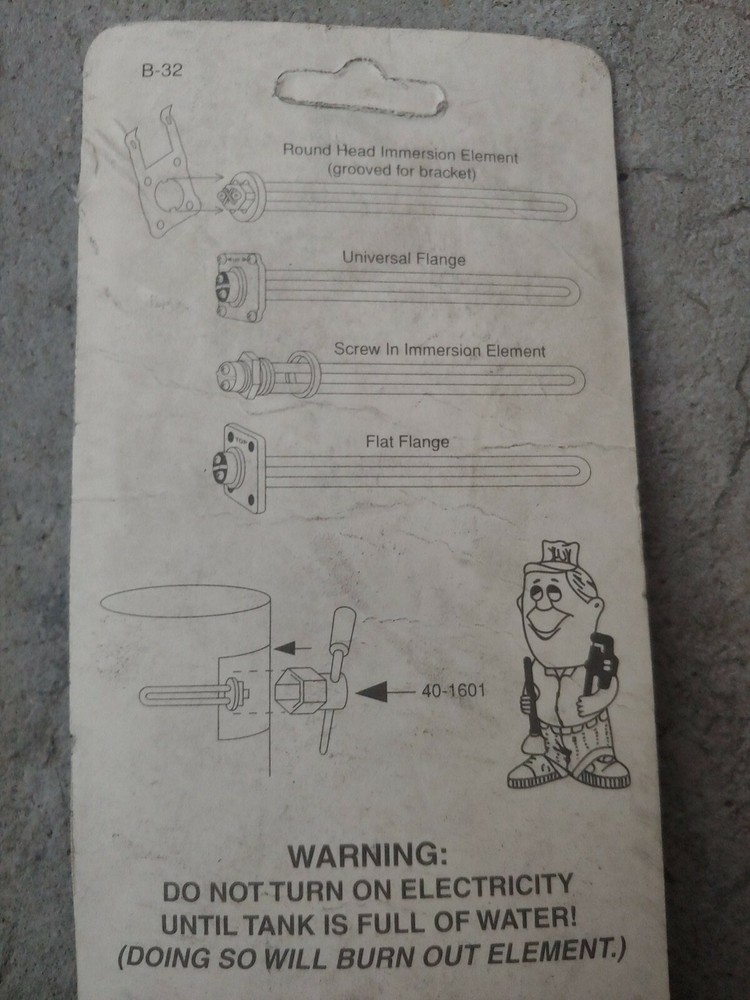 B-32
Round Head Immersion Element
(grooved for bracket)
Universal Flange
Screw In Immersion Element
TOP
Flat Flange
40-1601
WARNING:
DO NOT TURN ON ELECTRICITY
UNTIL TANK IS FULL OF WATER!
(DOING SO WILL BURN OUT ELEMENT.)